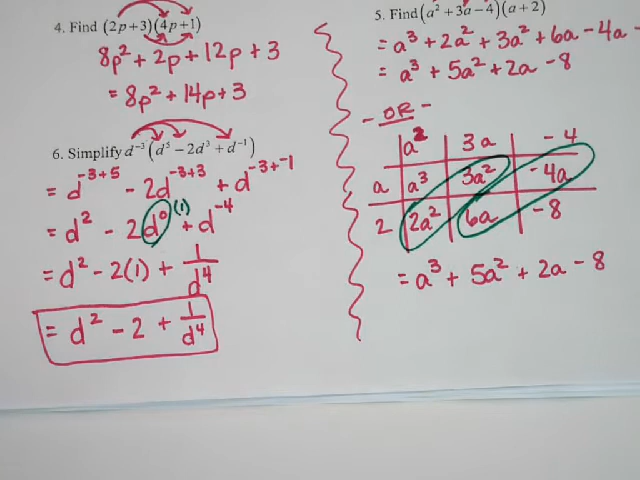 4. Find (2p+3)(4p+1)
8p² + 2p + 12p + 3
= 8p² + 14p + 3
6. Simplify d⁻³(d⁵ − 2d³ + d⁻¹)
= d⁻³⁺⁵ − 2d⁻³⁺³ + d⁻³⁺⁻¹
= d² − 2d⁰ (1) + d⁻⁴
= d² − 2(1) + 1/d⁴
= d² − 2 + 1/d⁴
5. Find (a² + 3a − 4)(a + 2)
= a³ + 2a² + 3a² + 6a − 4a −
= a³ + 5a² + 2a − 8
- OR -
a² 3a -4
a a³ 3a² -4a
2 2a² 6a -8
= a³ + 5a² + 2a − 8